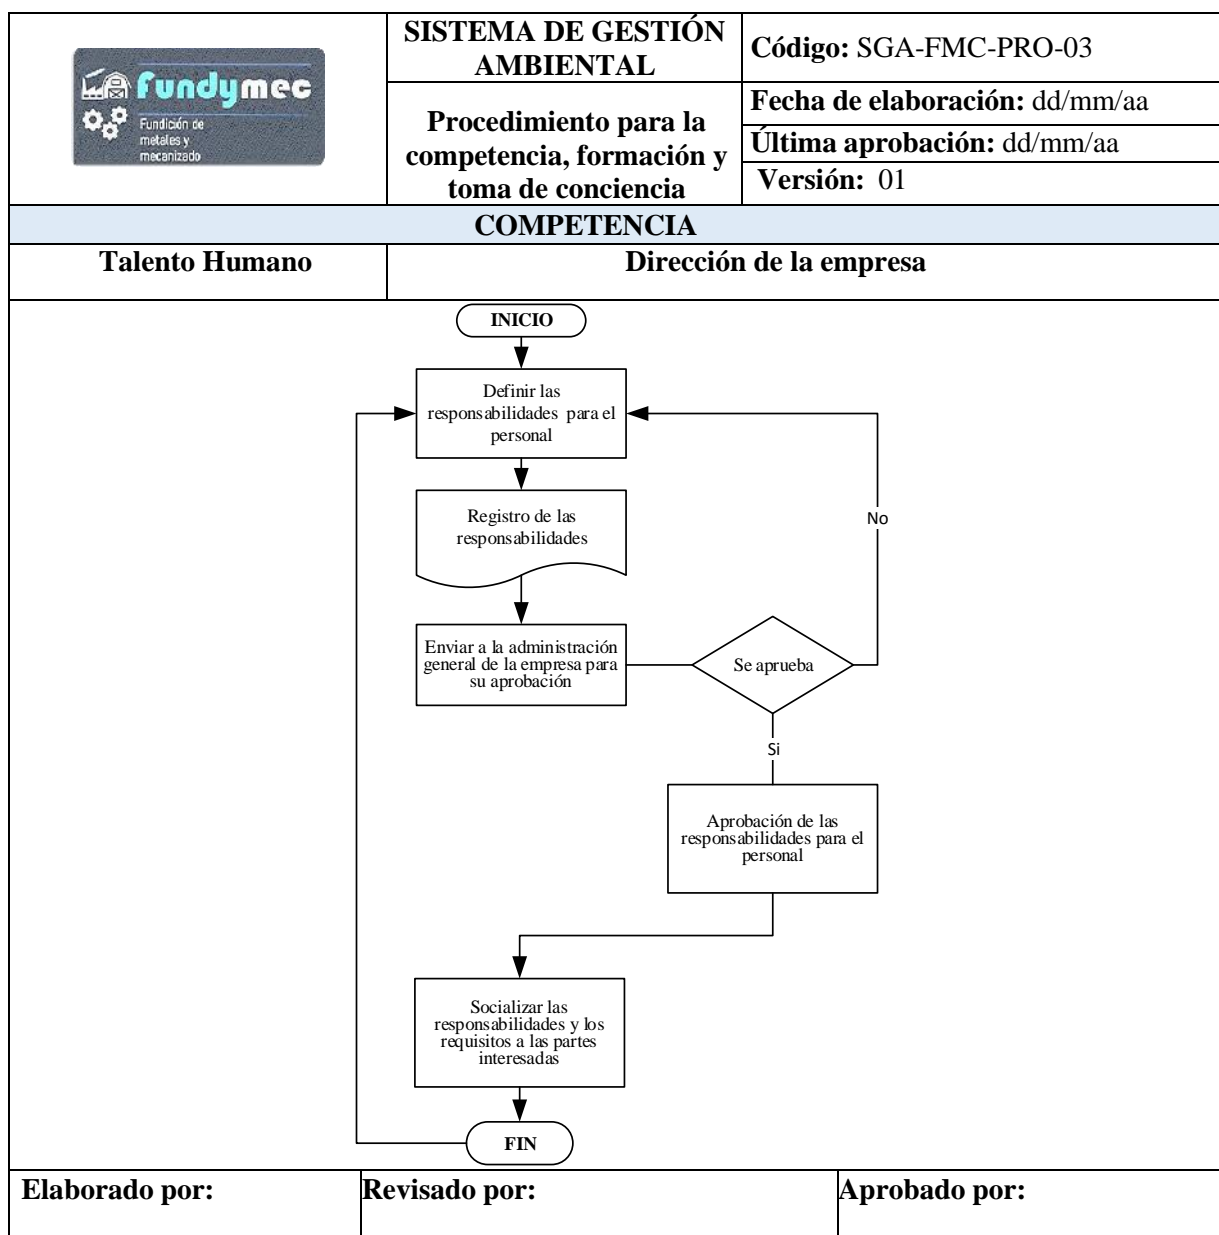 fundymec
Fundición de
metales y
mecanizado
SISTEMA DE GESTIÓN
AMBIENTAL
Código: SGA-FMC-PRO-03
Procedimiento para la
competencia, formación y
toma de conciencia
Fecha de elaboración: dd/mm/aa
Última aprobación: dd/mm/aa
Versión: 01
COMPETENCIA
Talento Humano
Dirección de la empresa
INICIO
Definir las
responsabilidades para el
personal
Registro de las
responsabilidades
No
Enviar a la administración
general de la empresa para
su aprobación
Se aprueba
Si
Aprobación de las
responsabilidades para el
personal
Socializar las
responsabilidades y los
requisitos a las partes
interesadas
FIN
Elaborado por:
Revisado por:
Aprobado por: